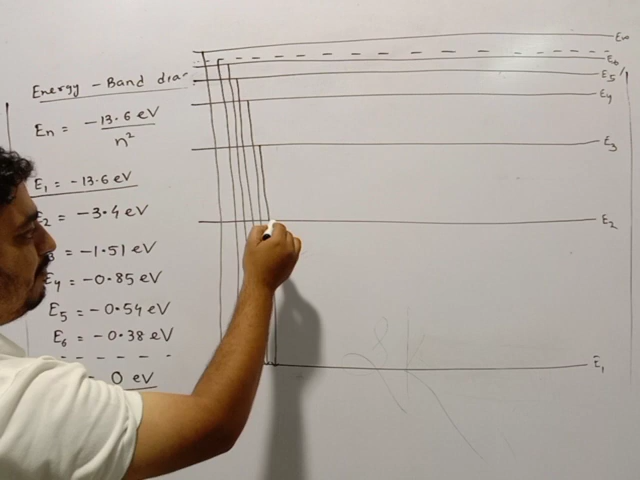 Energy - Band dia
En = -13.6 eV / n²
E1 = -13.6 eV
2 = -3.4 eV
3 = -1.51 eV
E4 = -0.85 eV
E5 = -0.54 eV
E6 = -0.38 eV
0 eV
E∞
E6
E5
E4
E3
E2
E1